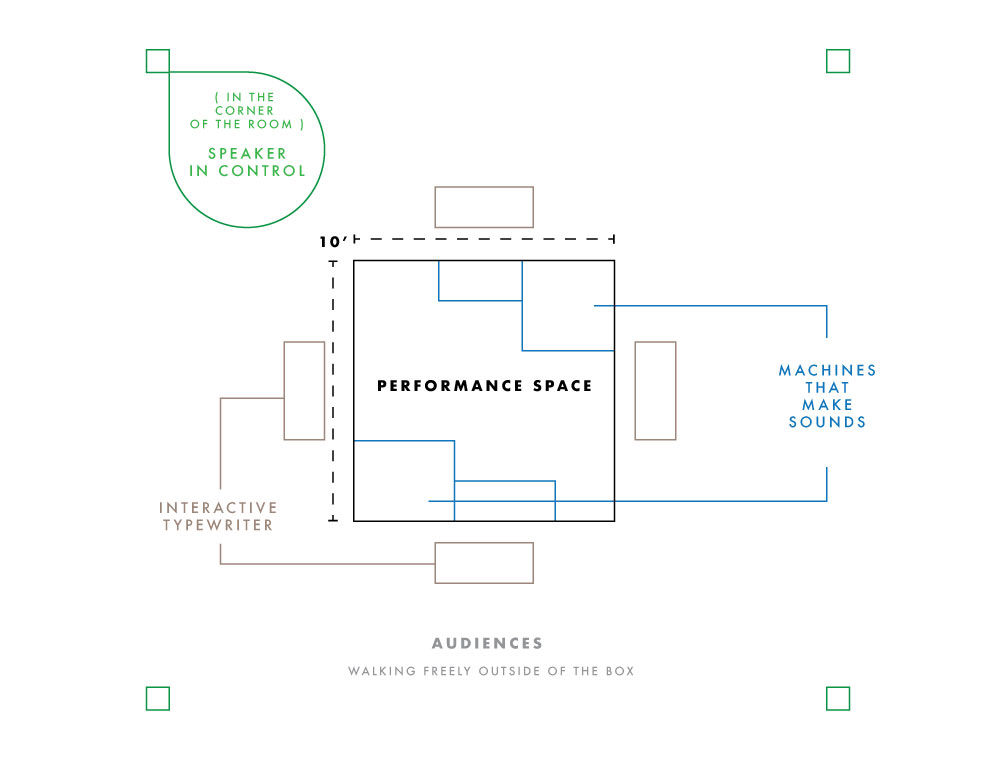 ( IN THE
CORNER
OF THE ROOM )
SPEAKER
IN CONTROL
10’
PERFORMANCE SPACE
MACHINES
THAT
MAKE
SOUNDS
INTERACTIVE
TYPEWRITER
AUDIENCES
WALKING FREELY OUTSIDE OF THE BOX